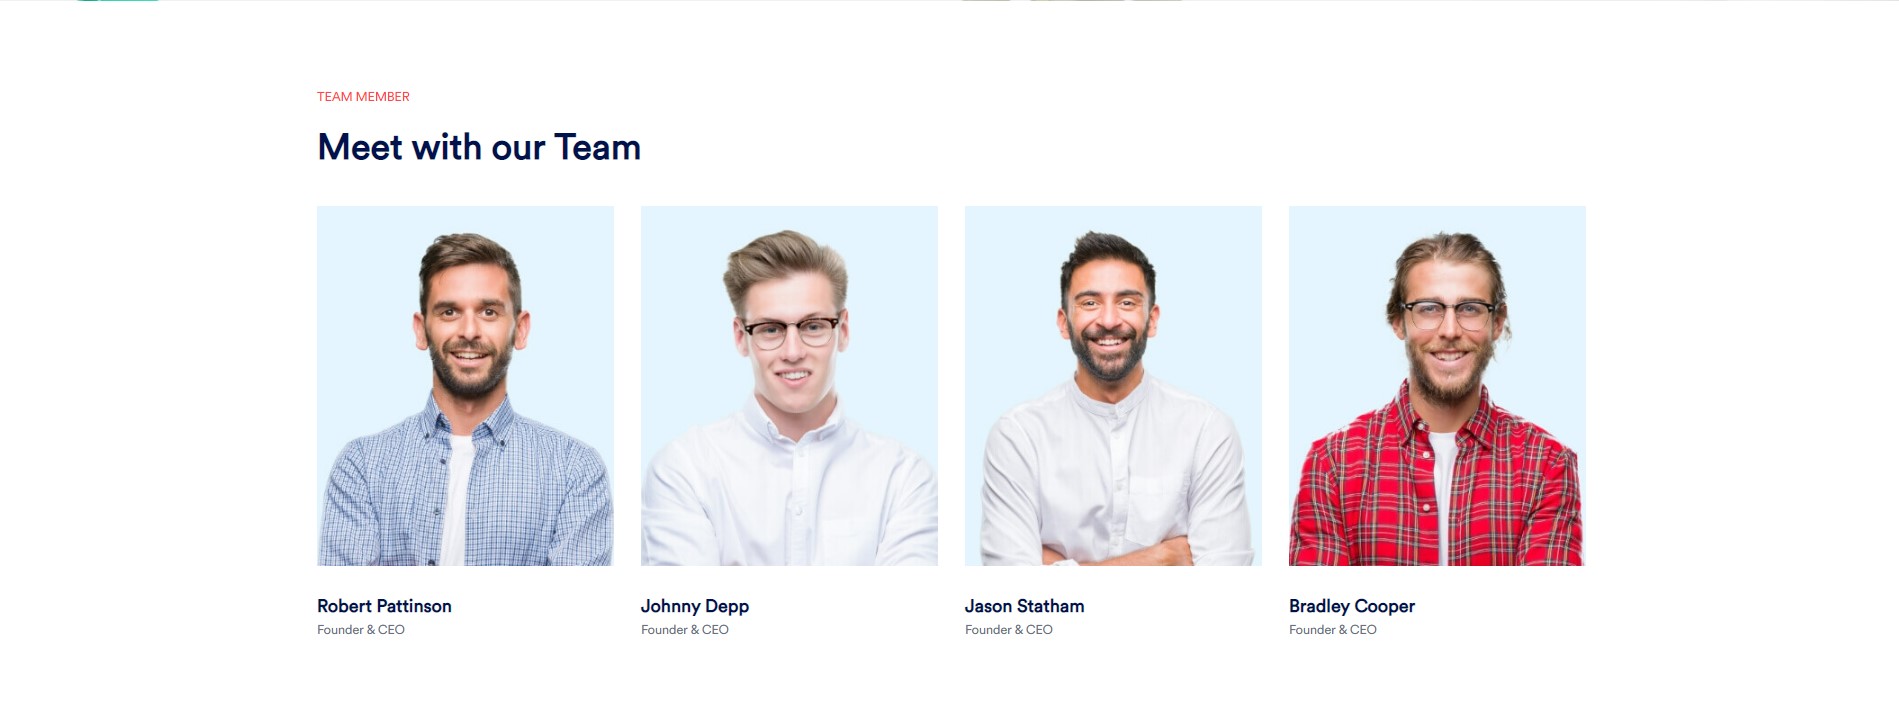 TEAM MEMBER
Meet with our Team
Robert Pattinson
Founder & CEO
Johnny Depp
Founder & CEO
Jason Statham
Founder & CEO
Bradley Cooper
Founder & CEO